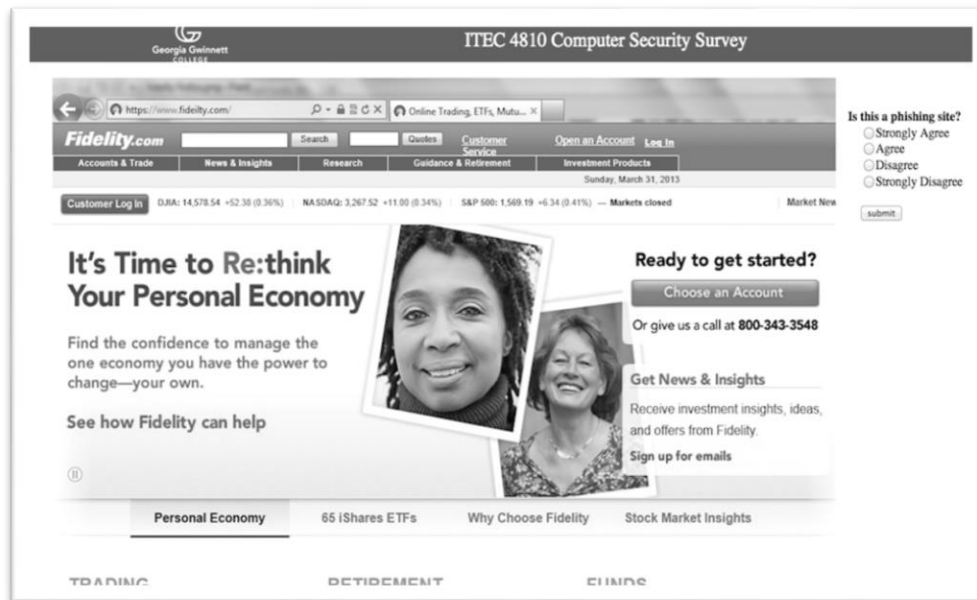 Georgia Gwinnett
COLLEGE
ITEC 4810 Computer Security Survey
https://www.fideilty.com/
Online Trading, ETFs, Mutu...
Fidelity.com
Search
Quotes
Customer Service
Open an Account
Log In
Accounts & Trade
News & Insights
Research
Guidance & Retirement
Investment Products
Sunday, March 31, 2013
Customer Log In
DJIA: 14,578.54 +52.38 (0.36%)
NASDAQ: 3,267.52 +11.00 (0.34%)
S&P 500: 1,569.19 +6.34 (0.41%) — Markets closed
Market New
It's Time to Re:think
Your Personal Economy
Find the confidence to manage the
one economy you have the power to
change—your own.
See how Fidelity can help
Ready to get started?
Choose an Account
Or give us a call at 800-343-3548
Get News & Insights
Receive investment insights, ideas,
and offers from Fidelity.
Sign up for emails
Personal Economy
65 iShares ETFs
Why Choose Fidelity
Stock Market Insights
TRADING
RETIREMENT
FUNDS
Is this a phishing site?
Strongly Agree
Agree
Disagree
Strongly Disagree
submit